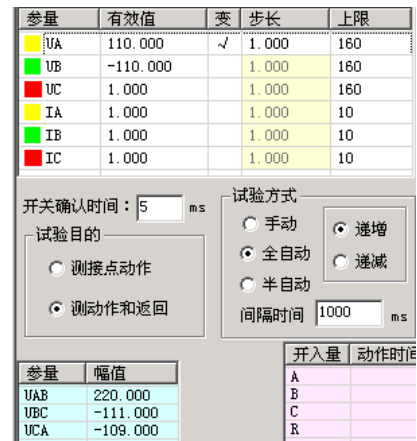 参量 有效值 变 步长 上限
UA 110.000 √ 1.000 160
UB -110.000 1.000 160
UC 1.000 1.000 160
IA 1.000 1.000 10
IB 1.000 1.000 10
IC 1.000 1.000 10
开关确认时间：5 ms
试验目的
测接点动作
测动作和返回
试验方式
手动
全自动
半自动
递增
递减
间隔时间 1000 ms
参量 幅值
UAB 220.000
UBC -111.000
UCA -109.000
开入量 动作时间
A
B
C
R